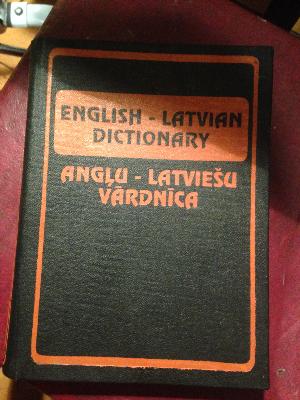 ENGLISH - LATVIAN
DICTIONARY
ANGĻU - LATVIEŠU
VĀRDNĪCA